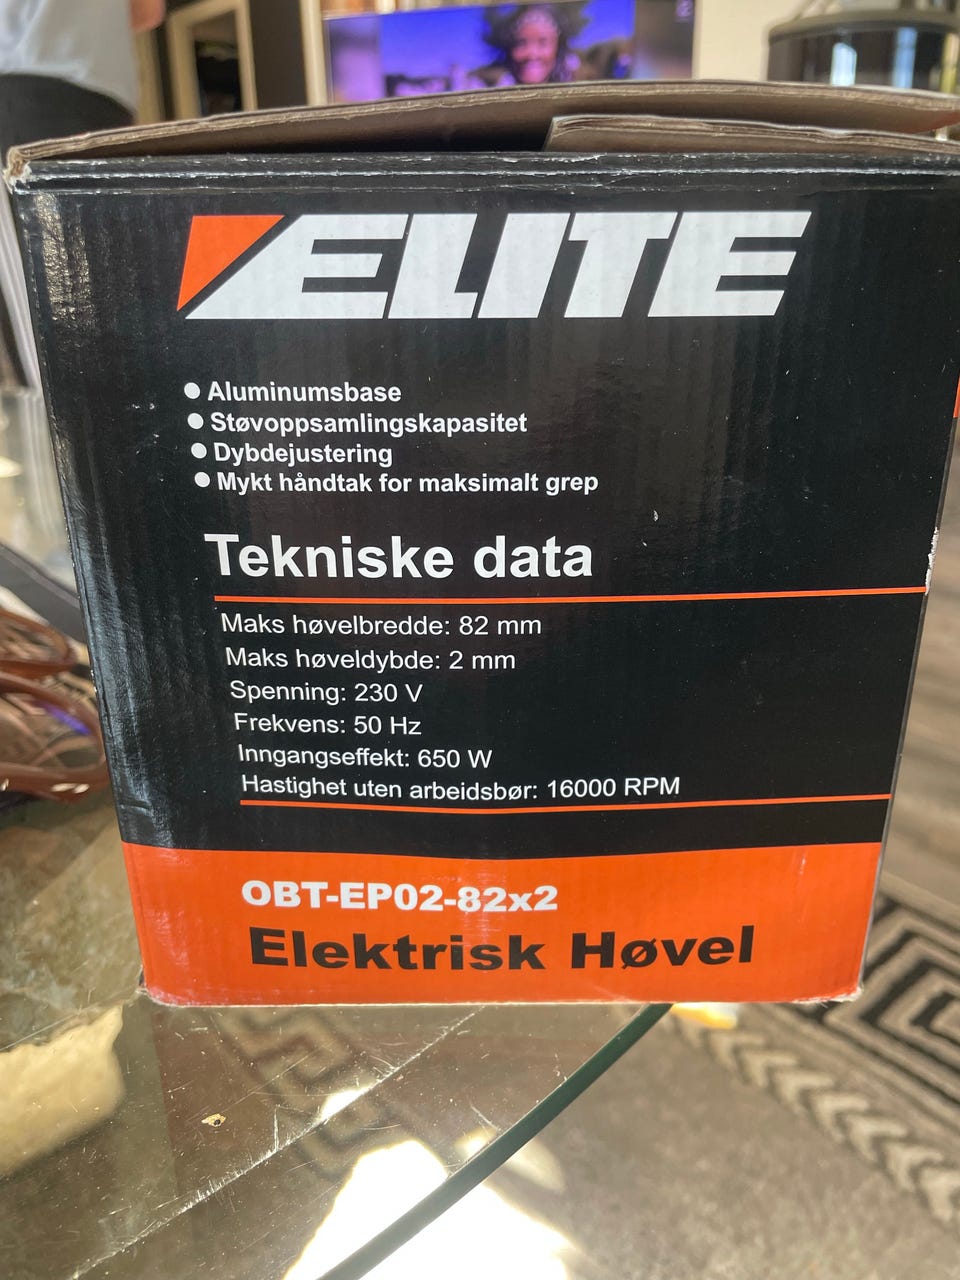 ELITE
Aluminumsbase
Støvoppsamlingskapasitet
Dybdejustering
Mykt håndtak for maksimalt grep
Tekniske data
Maks høvelbredde: 82 mm
Maks høveldybde: 2 mm
Spenning: 230 V
Frekvens: 50 Hz
Inngangseffekt: 650 W
Hastighet uten arbeidsbør: 16000 RPM
OBT-EP02-82x2
Elektrisk Høvel